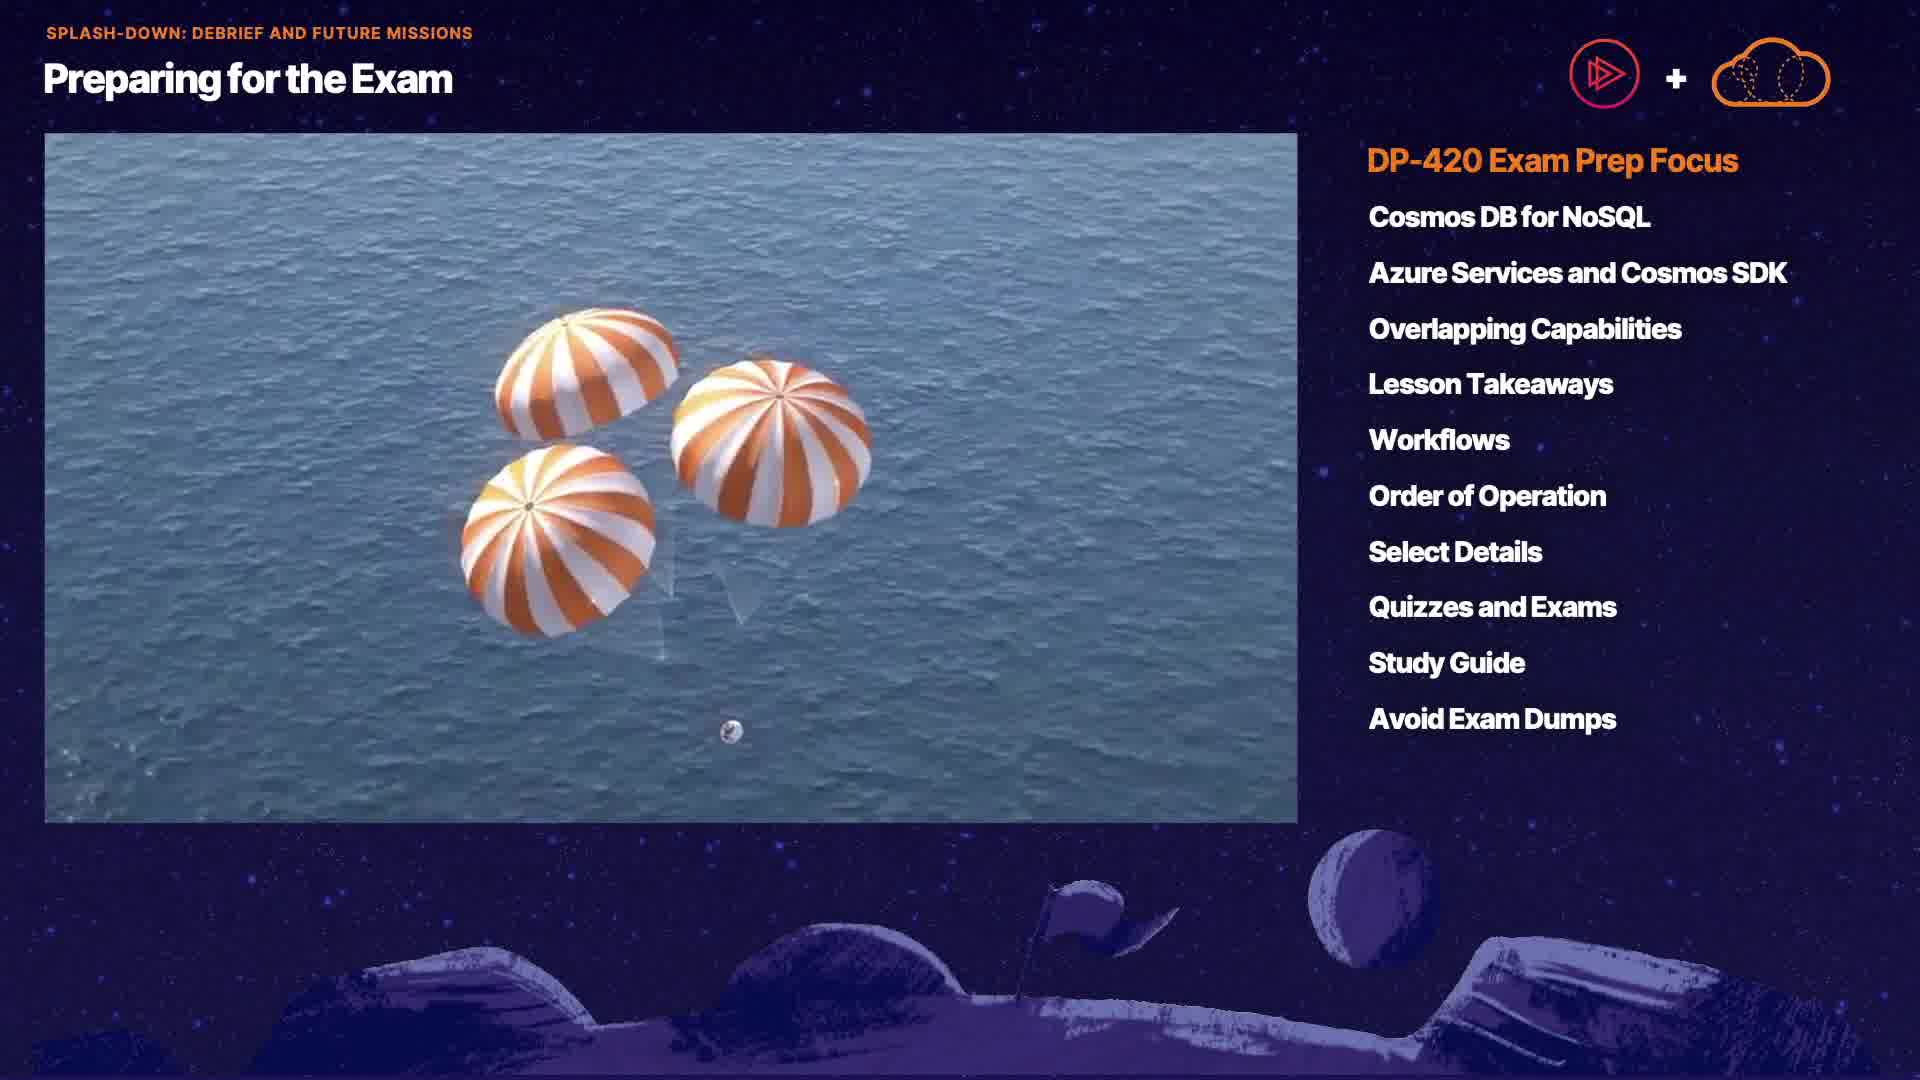 SPLASH-DOWN: DEBRIEF AND FUTURE MISSIONS
Preparing for the Exam
+
DP-420 Exam Prep Focus
Cosmos DB for NoSQL
Azure Services and Cosmos SDK
Overlapping Capabilities
Lesson Takeaways
Workflows
Order of Operation
Select Details
Quizzes and Exams
Study Guide
Avoid Exam Dumps